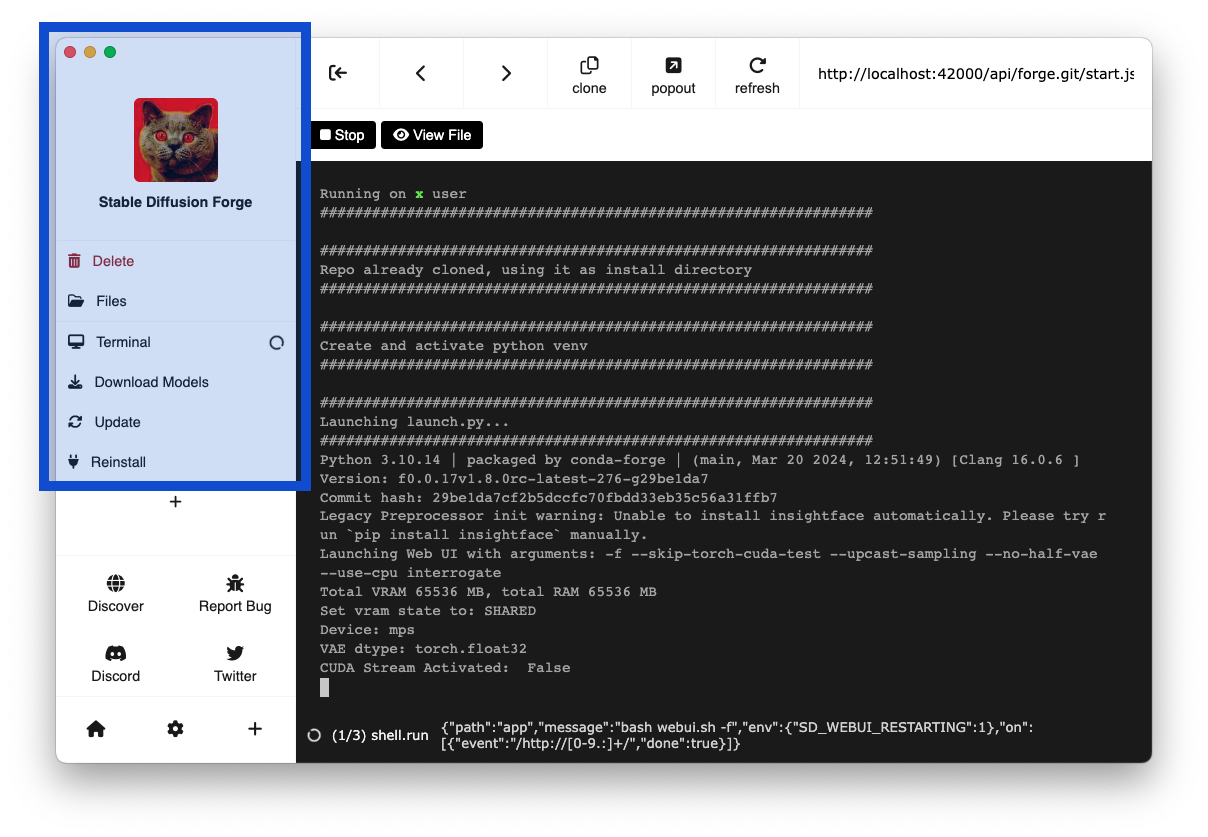 clone
popout
refresh
http://localhost:42000/api/forge.git/start.js
Stop
View File
Stable Diffusion Forge
Delete
Files
Terminal
Download Models
Update
Reinstall
+
Discover
Report Bug
Discord
Twitter
Running on x user
################################################################

################################################################
Repo already cloned, using it as install directory
################################################################

################################################################
Create and activate python venv
################################################################

################################################################
Launching launch.py...
################################################################
Python 3.10.14 | packaged by conda-forge | (main, Mar 20 2024, 12:51:49) [Clang 16.0.6 ]
Version: f0.0.17v1.8.0rc-latest-276-g29be1da7
Commit hash: 29be1da7cf2b5dccfc70fbdd33eb35c56a31ffb7
Legacy Preprocessor init warning: Unable to install insightface automatically. Please try r
un `pip install insightface` manually.
Launching Web UI with arguments: -f --skip-torch-cuda-test --upcast-sampling --no-half-vae
--use-cpu interrogate
Total VRAM 65536 MB, total RAM 65536 MB
Set vram state to: SHARED
Device: mps
VAE dtype: torch.float32
CUDA Stream Activated:  False
(1/3) shell.run
{"path":"app","message":"bash webui.sh -f","env":{"SD_WEBUI_RESTARTING":1},"on":
[{"event":"/http://[0-9.:]+/","done":true}]}